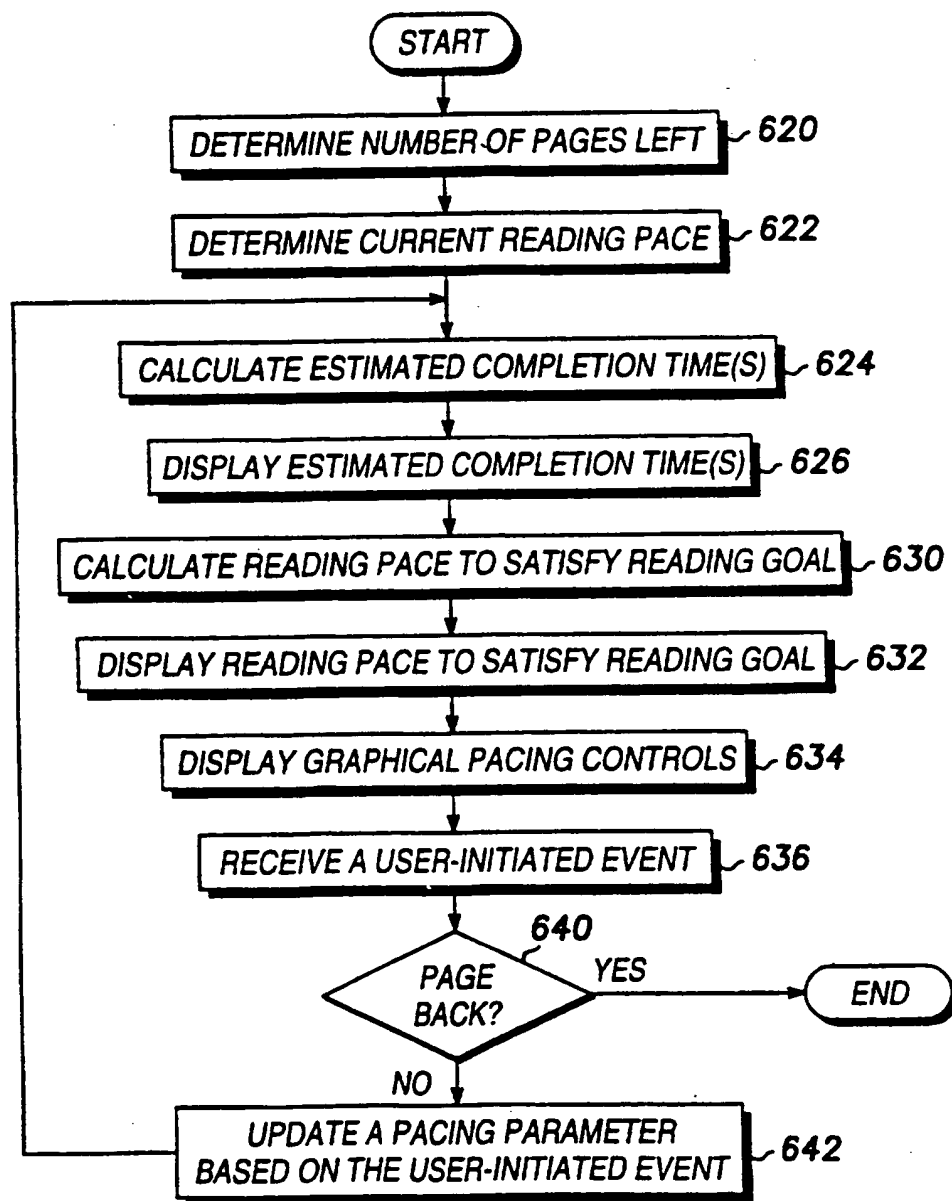 START
DETERMINE NUMBER OF PAGES LEFT 620
DETERMINE CURRENT READING PACE 622
CALCULATE ESTIMATED COMPLETION TIME(S) 624
DISPLAY ESTIMATED COMPLETION TIME(S) 626
CALCULATE READING PACE TO SATISFY READING GOAL 630
DISPLAY READING PACE TO SATISFY READING GOAL 632
DISPLAY GRAPHICAL PACING CONTROLS 634
RECEIVE A USER-INITIATED EVENT 636
640
PAGE
BACK?
YES
END
NO
UPDATE A PACING PARAMETER
BASED ON THE USER-INITIATED EVENT 642